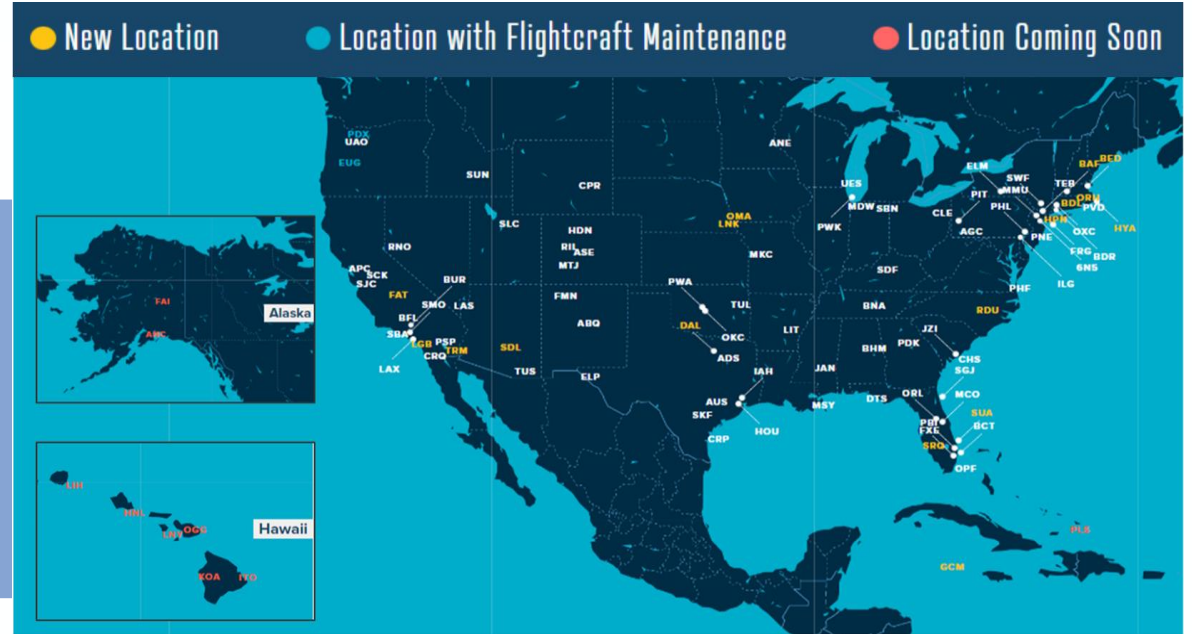 New Location
Location with Flightcraft Maintenance
Location Coming Soon
PDX
UAO
EUG
SUN
CPR
ANE
UES
MDW
SBN
PWK
ELM
SWF
MMU
PIT
PHL
CLE
AGC
TEB
BAF
BED
BDL
ORH
PVD
HPN
OXC
HYA
PNE
FRG
BDR
6N5
ILG
PHF
SLC
OMA
LNK
HDN
RIL
ASE
MTJ
RNO
APC
SCK
SJC
FAT
BUR
SMO
LAS
BFL
SBA
LGB
PSP
TRM
CRQ
LAX
SDL
TUS
FMN
ABQ
ELP
MKC
PWA
TUL
OKC
DAL
ADS
LIT
SDF
BNA
RDU
JZI
PDK
BHM
CHS
SGJ
JAN
IAH
AUS
SKF
HOU
CRP
MSY
DTS
ORL
MCO
SUA
PBI
FXE
BCT
SRQ
OPF
PLS
GCM
FAI
ANC
Alaska
LIH
HNL
LNY
OGG
KOA
ITO
Hawaii